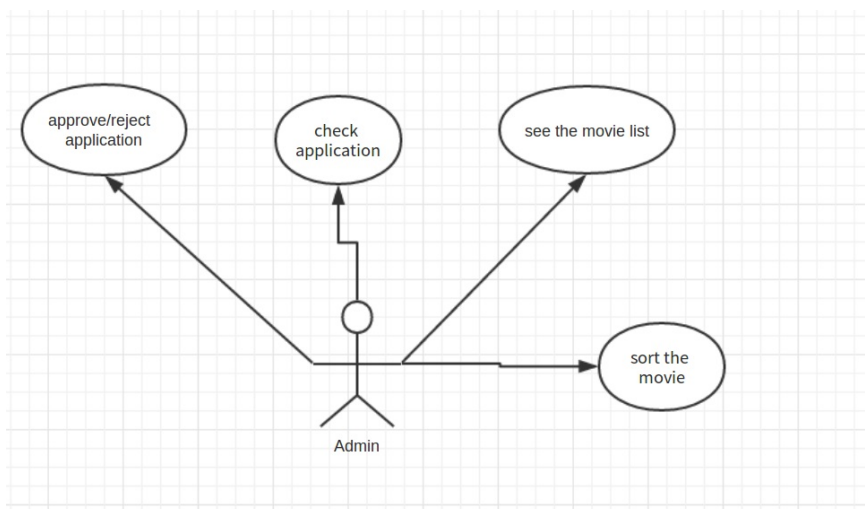 approve/reject
application
check
application
see the movie list
sort the
movie
Admin